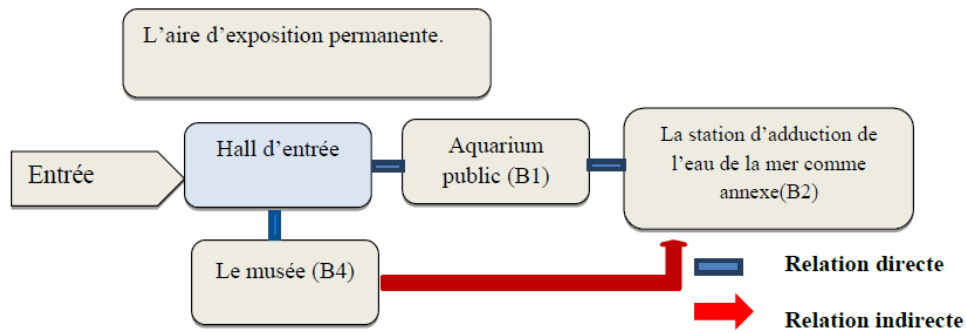 L’aire d’exposition permanente.
Entrée
Hall d’entrée
Aquarium
public (B1)
La station d’adduction de
l’eau de la mer comme
annexe(B2)
Le musée (B4)
Relation directe
Relation indirecte